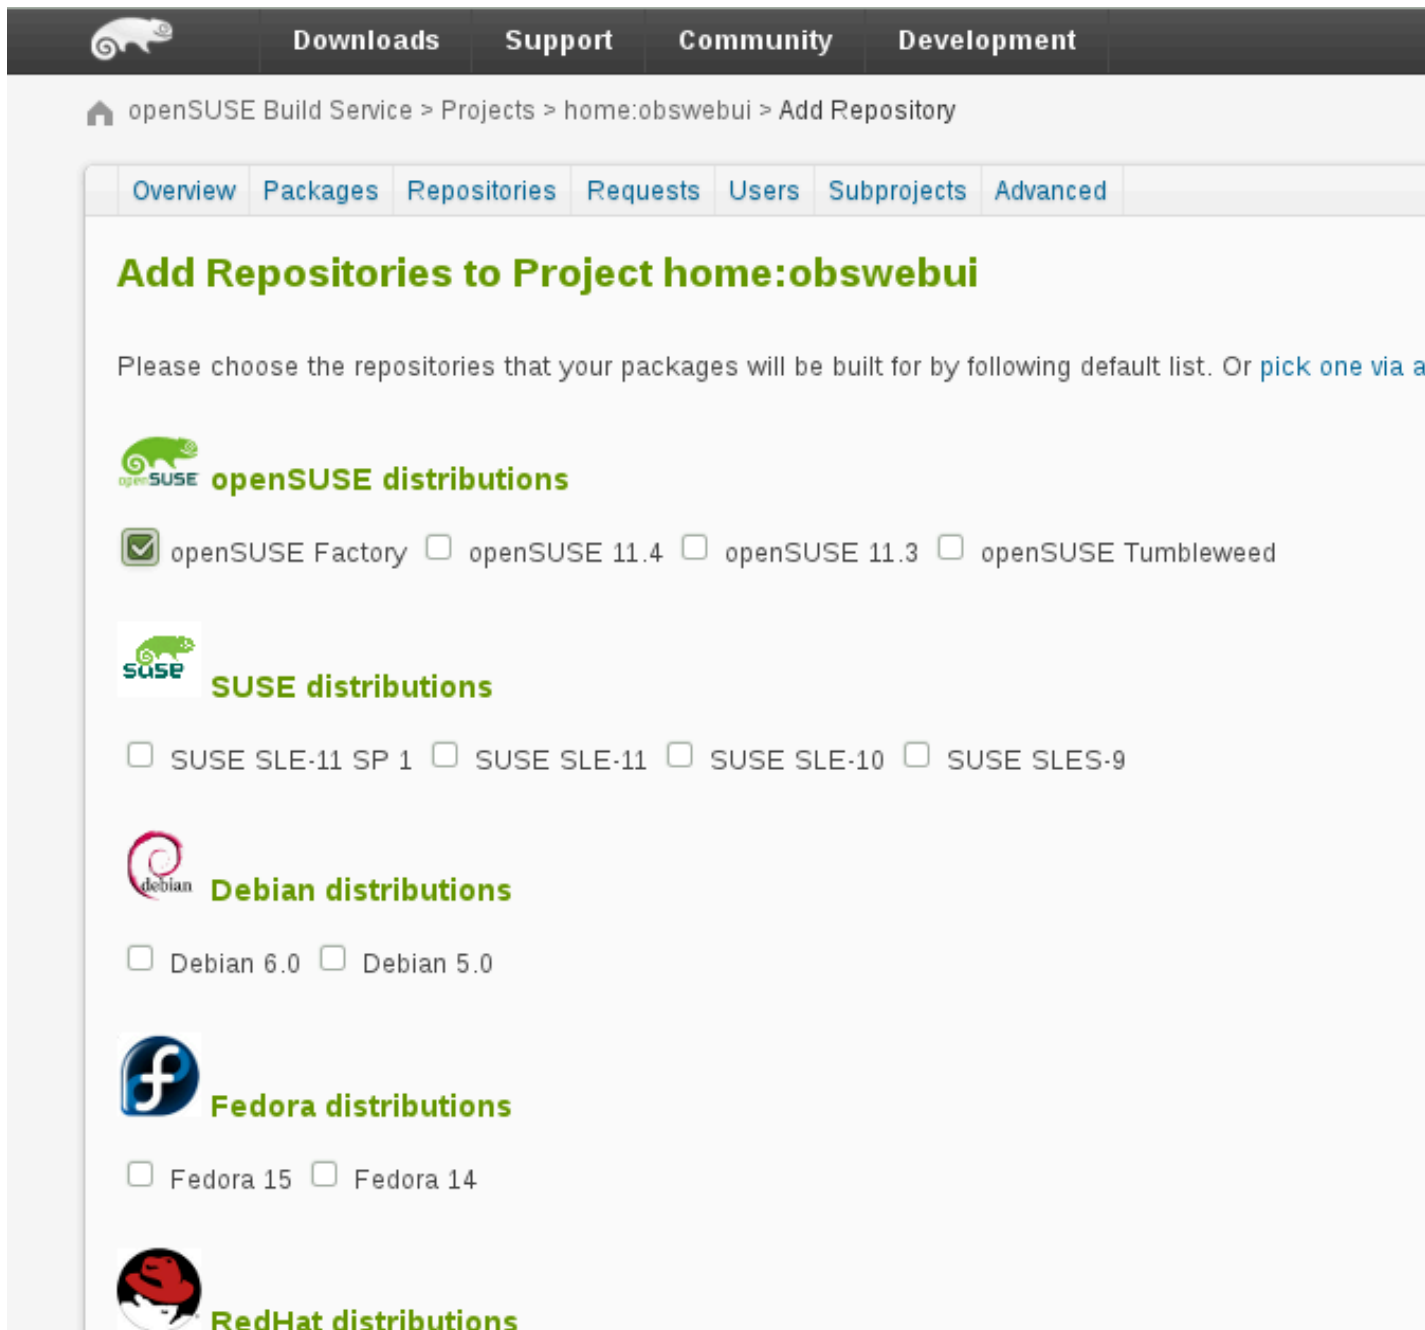 Downloads Support Community Development
openSUSE Build Service > Projects > home:obswebui > Add Repository
Overview Packages Repositories Requests Users Subprojects Advanced
Add Repositories to Project home:obswebui
Please choose the repositories that your packages will be built for by following default list. Or pick one via a
openSUSE
openSUSE distributions
openSUSE Factory openSUSE 11.4 openSUSE 11.3 openSUSE Tumbleweed
suse
SUSE distributions
SUSE SLE-11 SP 1 SUSE SLE-11 SUSE SLE-10 SUSE SLES-9
debian
Debian distributions
Debian 6.0 Debian 5.0
Fedora distributions
Fedora 15 Fedora 14
RedHat distributions